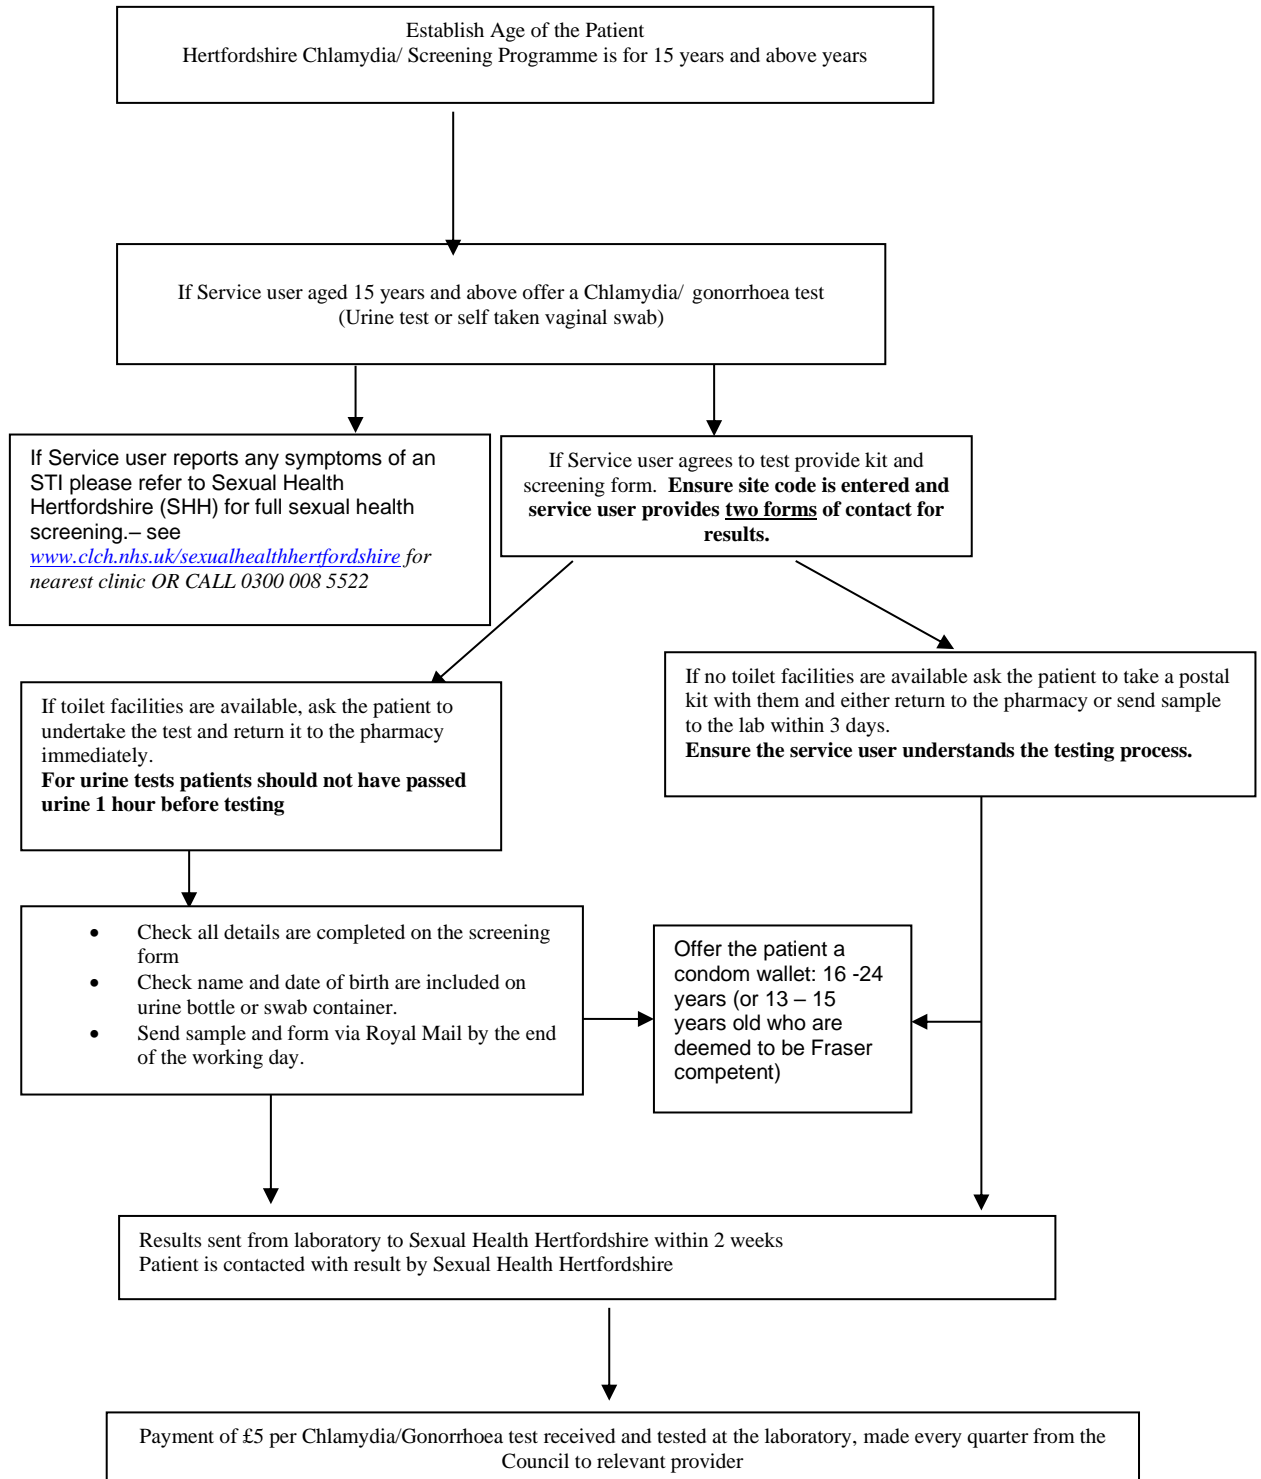 Establish Age of the Patient
Hertfordshire Chlamydia/ Screening Programme is for 15 years and above years
If Service user aged 15 years and above offer a Chlamydia/ gonorrhoea test
(Urine test or self taken vaginal swab)
If Service user reports any symptoms of an
STI please refer to Sexual Health
Hertfordshire (SHH) for full sexual health
screening.– see
www.clch.nhs.uk/sexualhealthhertfordshire for
nearest clinic OR CALL 0300 008 5522
If Service user agrees to test provide kit and
screening form. Ensure site code is entered and
service user provides two forms of contact for
results.
If toilet facilities are available, ask the patient to
undertake the test and return it to the pharmacy
immediately.
For urine tests patients should not have passed
urine 1 hour before testing
If no toilet facilities are available ask the patient to take a postal
kit with them and either return to the pharmacy or send sample
to the lab within 3 days.
Ensure the service user understands the testing process.
• Check all details are completed on the screening
form
• Check name and date of birth are included on
urine bottle or swab container.
• Send sample and form via Royal Mail by the end
of the working day.
Offer the patient a
condom wallet: 16 -24
years (or 13 – 15
years old who are
deemed to be Fraser
competent)
Results sent from laboratory to Sexual Health Hertfordshire within 2 weeks
Patient is contacted with result by Sexual Health Hertfordshire
Payment of £5 per Chlamydia/Gonorrhoea test received and tested at the laboratory, made every quarter from the
Council to relevant provider